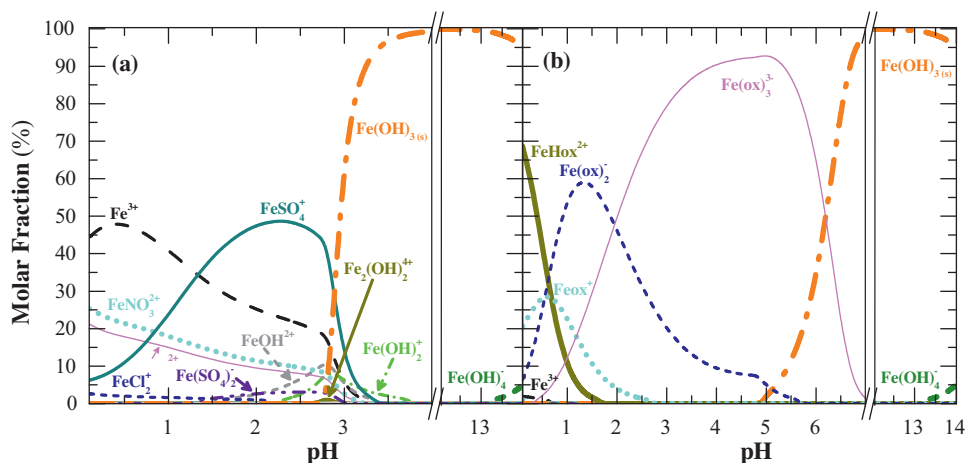 Molar Fraction (%)
100
90
80
70
60
50
40
30
20
10
0
(a)
Fe(OH)3 (s)
Fe3+
FeSO4+
Fe2(OH)24+
FeNO32+
FeOH2+
Fe(OH)2+
2+
FeCl2+
Fe(SO4)2-
Fe(OH)4-
1 2 3 13
pH
(b)
Fe(ox)33-
Fe(OH)3 (s)
FeHox2+
Fe(ox)2-
Feox+
Fe3+
Fe(OH)4-
1 2 3 4 5 6 13 14
pH